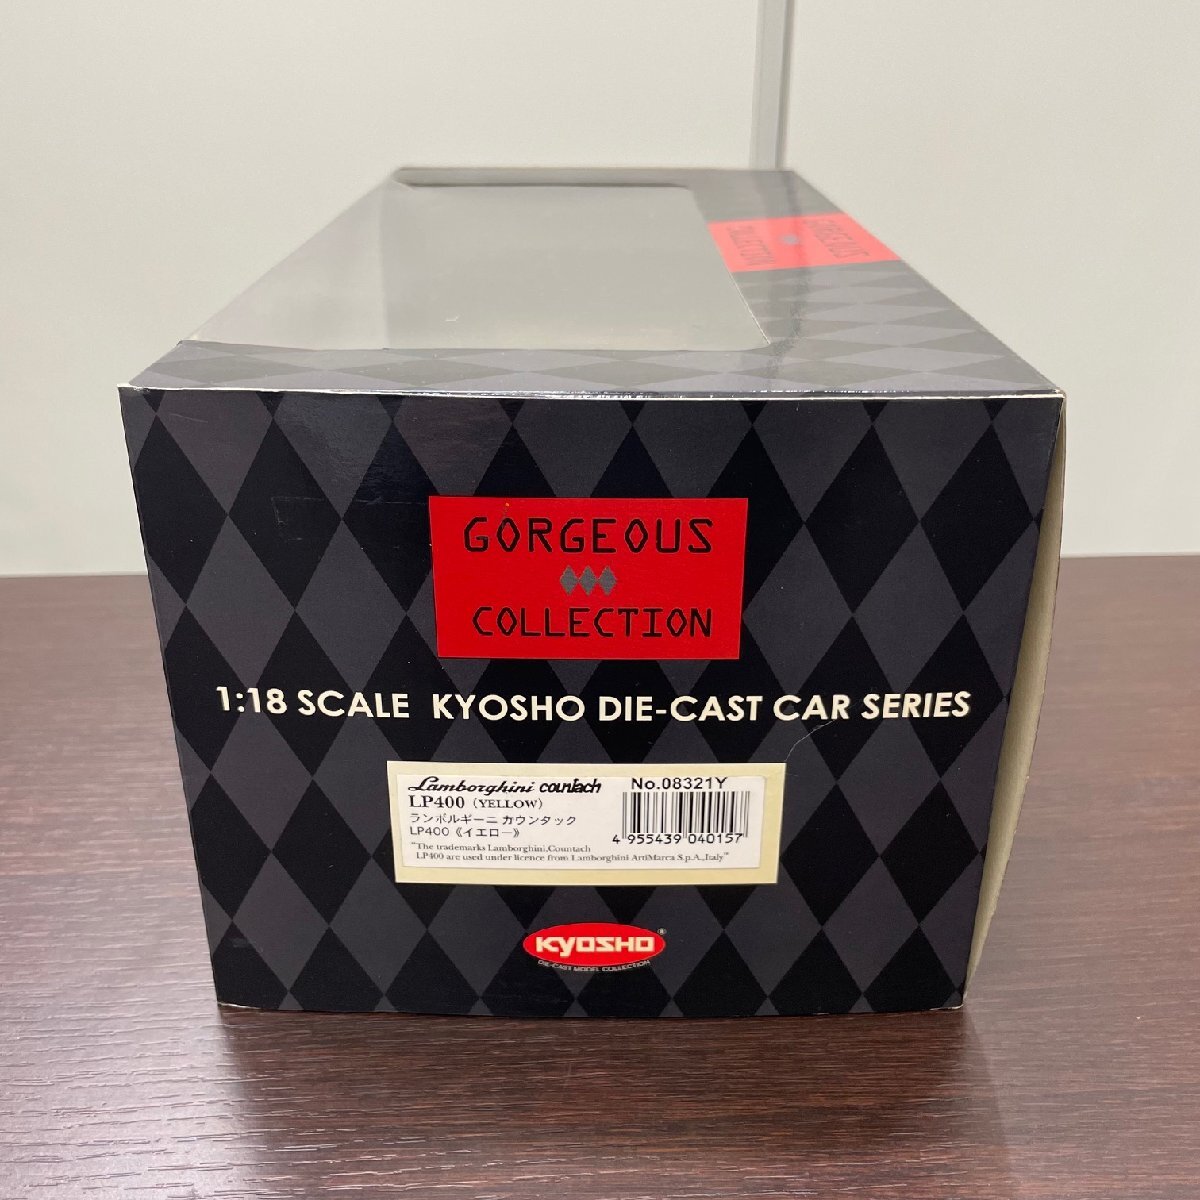 GORGEOUS
COLLECTION
GORGEOUS
COLLECTION
1:18 SCALE KYOSHO DIE-CAST CAR SERIES
Lamborghini countach No.08321Y
LP400 (YELLOW)
ランボルギーニ カウンタック
LP400《イエロー》
4 955439 040157
"The trademarks Lamborghini,Countach
LP400 are used under licence from Lamborghini ArtiMarca S.p.A.,Italy"
KYOSHO®
DIE-CAST MODEL COLLECTION